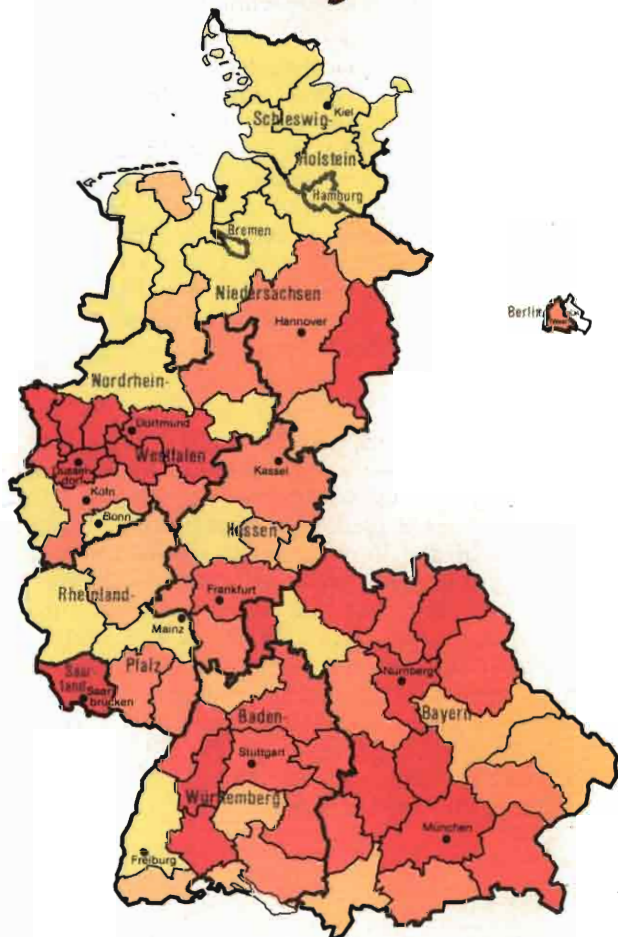 Kiel
Schleswig-
Holstein
Hamburg
Bremen
Niedersachsen
Berlin
Hannover
Nordrhein-
Dortmund
Westfalen
Düssel-
dorf
Kassel
Köln
Bonn
Hessen
Rheinland-
Frankfurt
Mainz
Pfalz
Saar-
land
Saar-
brücken
Nürnberg
Bayern
Baden-
Stuttgart
Württemberg
München
Freiburg